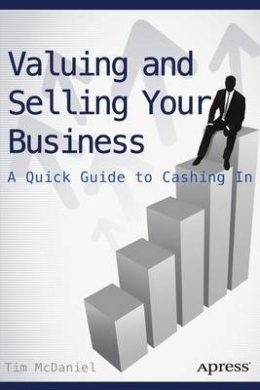 Valuing and
Selling Your
Business
A Quick Guide to Cashing In
Tim McDaniel
Apress